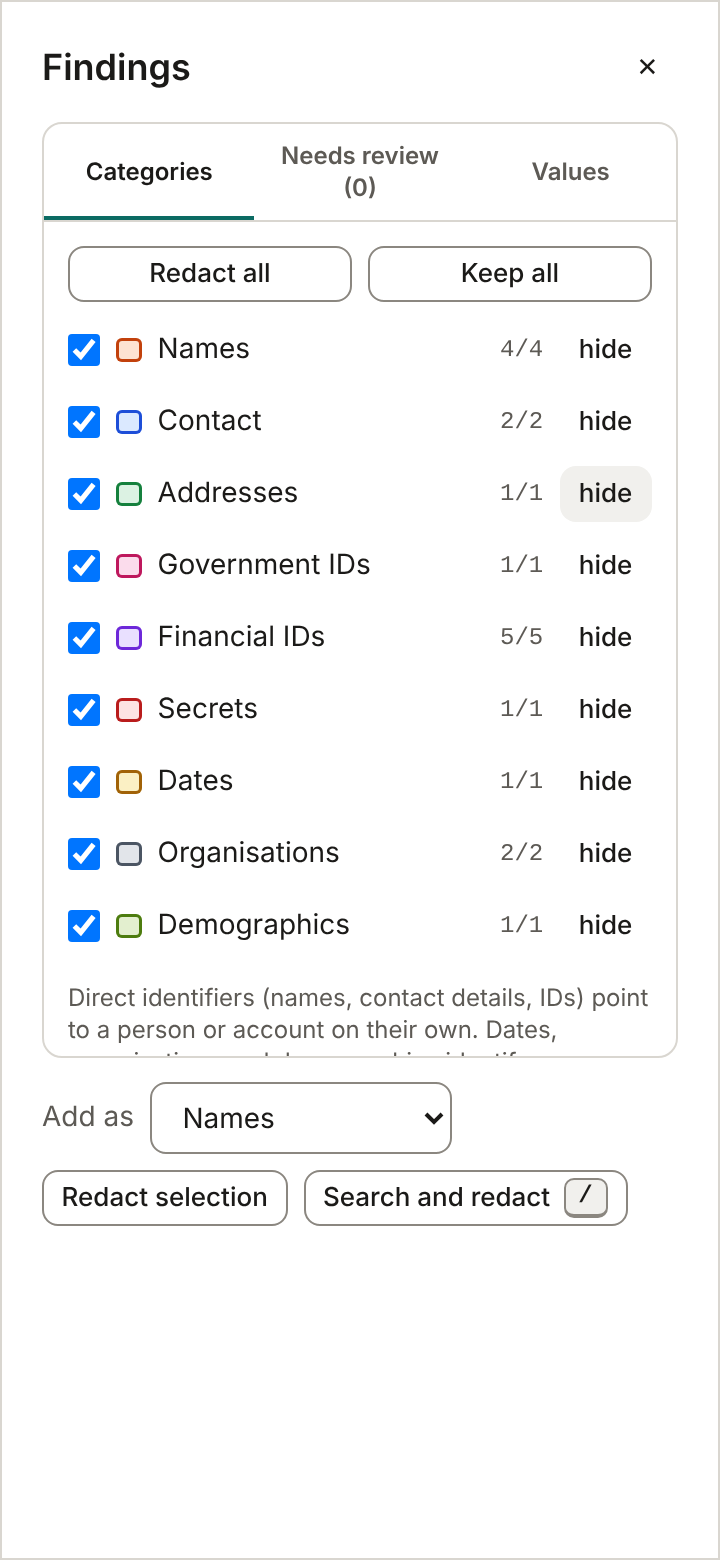 Findings ×
Categories
Needs review
(0)
Values
Redact all
Keep all
Names 4/4 hide
Contact 2/2 hide
Addresses 1/1 hide
Government IDs 1/1 hide
Financial IDs 5/5 hide
Secrets 1/1 hide
Dates 1/1 hide
Organisations 2/2 hide
Demographics 1/1 hide
Direct identifiers (names, contact details, IDs) point
to a person or account on their own. Dates,
Add as Names
Redact selection
Search and redact /